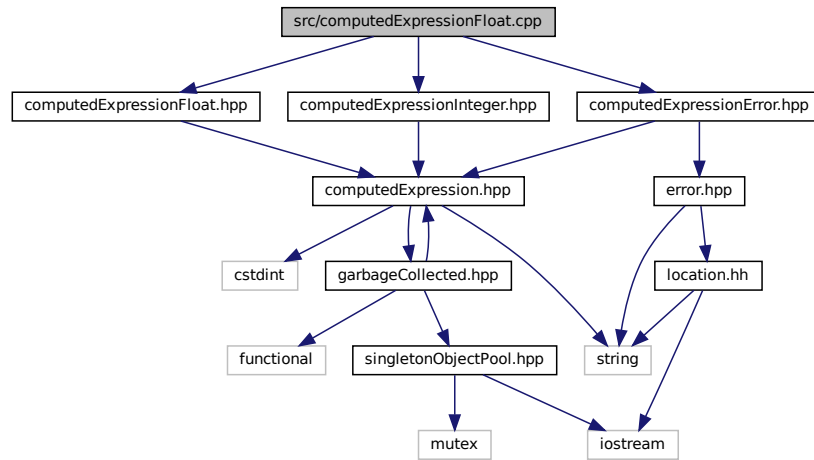 src/computedExpressionFloat.cpp
computedExpressionFloat.hpp
computedExpressionInteger.hpp
computedExpressionError.hpp
computedExpression.hpp
error.hpp
cstdint
garbageCollected.hpp
location.hh
functional
singletonObjectPool.hpp
string
mutex
iostream